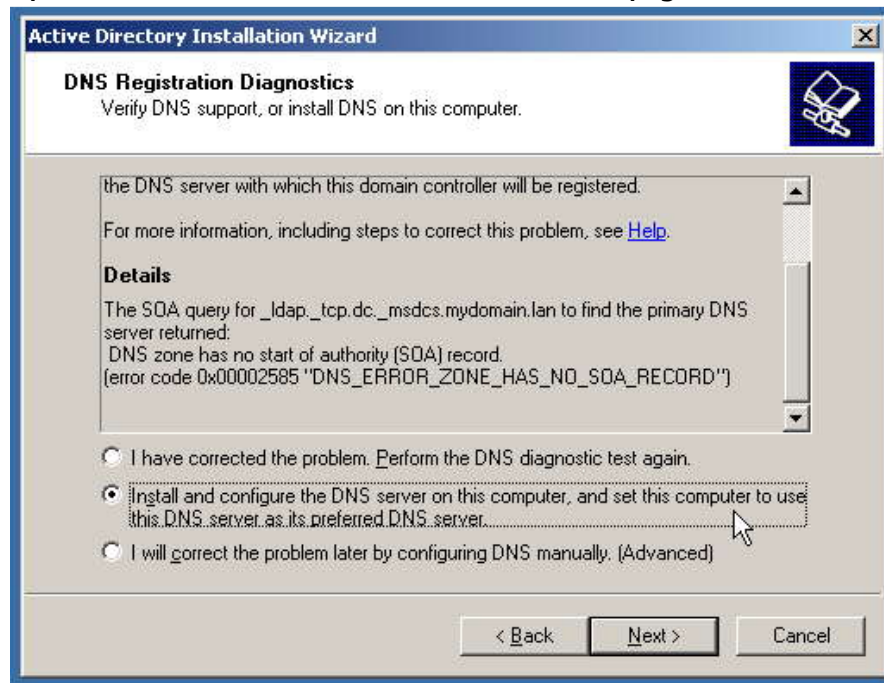 Active Directory Installation Wizard
DNS Registration Diagnostics
Verify DNS support, or install DNS on this computer.
the DNS server with which this domain controller will be registered.
For more information, including steps to correct this problem, see Help.
Details
The SOA query for _ldap._tcp.dc._msdcs.mydomain.lan to find the primary DNS
server returned:
DNS zone has no start of authority (SOA) record.
(error code 0x00002585 "DNS_ERROR_ZONE_HAS_NO_SOA_RECORD")
I have corrected the problem. Perform the DNS diagnostic test again.
Install and configure the DNS server on this computer, and set this computer to use
this DNS server as its preferred DNS server.
I will correct the problem later by configuring DNS manually. (Advanced)
< Back Next > Cancel